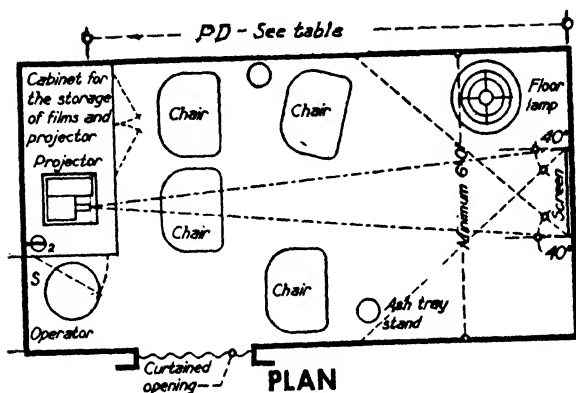 PD - See table
Cabinet for
the storage
of films and
projector
Projector
Chair
Chair
Floor
lamp
40°
Minimum 6'-0"
Screen
40°
Chair
2
S
Operator
Chair
Ash tray
stand
Curtained
opening
PLAN